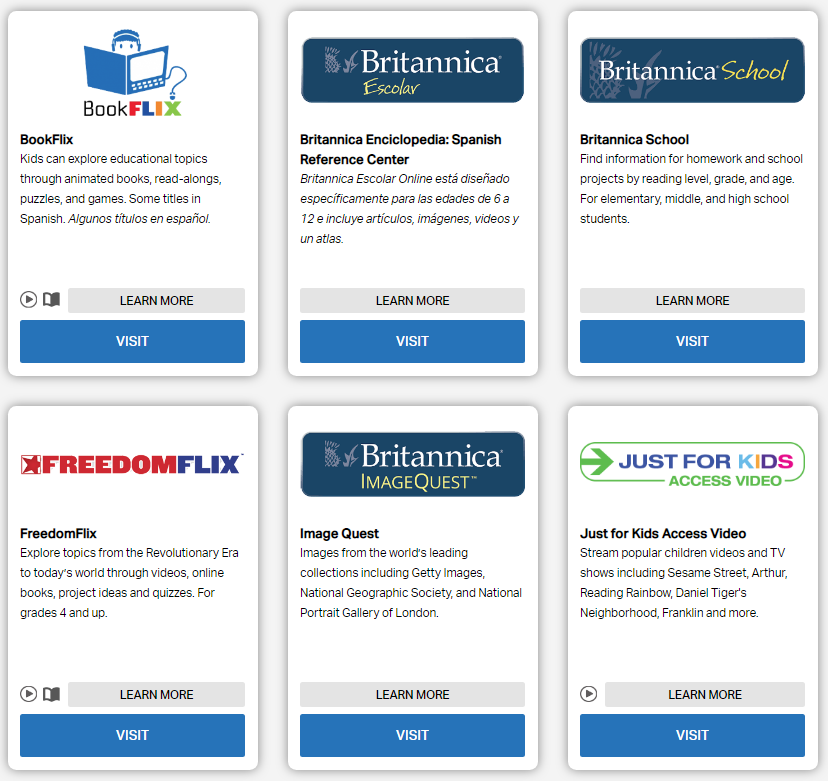 BookFLIX
BookFlix
Kids can explore educational topics
through animated books, read-alongs,
puzzles, and games. Some titles in
Spanish. Algunos títulos en español.
LEARN MORE
VISIT
Britannica®
Escolar
Britannica Enciclopedia: Spanish
Reference Center
Britannica Escolar Online está diseñado
específicamente para las edades de 6 a
12 e incluye artículos, imágenes, videos y
un atlas.
LEARN MORE
VISIT
Britannica® School
Britannica School
Find information for homework and school
projects by reading level, grade, and age.
For elementary, middle, and high school
students.
LEARN MORE
VISIT
FREEDOMFLIX™
FreedomFlix
Explore topics from the Revolutionary Era
to today's world through videos, online
books, project ideas and quizzes. For
grades 4 and up.
LEARN MORE
VISIT
Britannica®
IMAGEQUEST™
Image Quest
Images from the world's leading
collections including Getty Images,
National Geographic Society, and National
Portrait Gallery of London.
LEARN MORE
VISIT
JUST FOR KIDS
ACCESS VIDEO
Just for Kids Access Video
Stream popular children videos and TV
shows including Sesame Street, Arthur,
Reading Rainbow, Daniel Tiger's
Neighborhood, Franklin and more.
LEARN MORE
VISIT